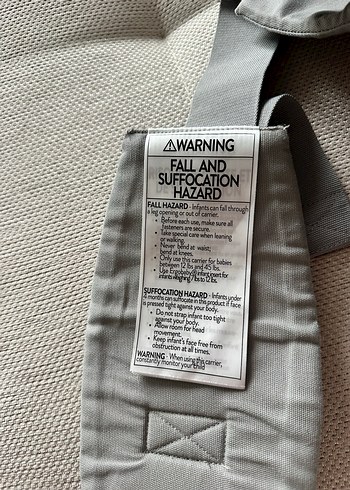 ⚠WARNING
FALL AND
SUFFOCATION
HAZARD
FALL HAZARD - Infants can fall through
a leg opening or out of carrier.
• Before each use, make sure all
fasteners are secure.
• Take special care when leaning
or walking.
• Never bend at waist;
bend at knees.
• Only use this carrier for babies
between 12 lbs and 45 lbs.
• Use Ergobaby infant insert for
infants weighing 7 lbs to 12 lbs.
SUFFOCATION HAZARD - Infants under
4 months can suffocate in this product if face
is pressed tight against your body.
• Do not strap infant too tight
against your body.
• Allow room for head
movement.
• Keep infant's face free from
obstruction at all times.
WARNING - When using this carrier,
constantly monitor your child